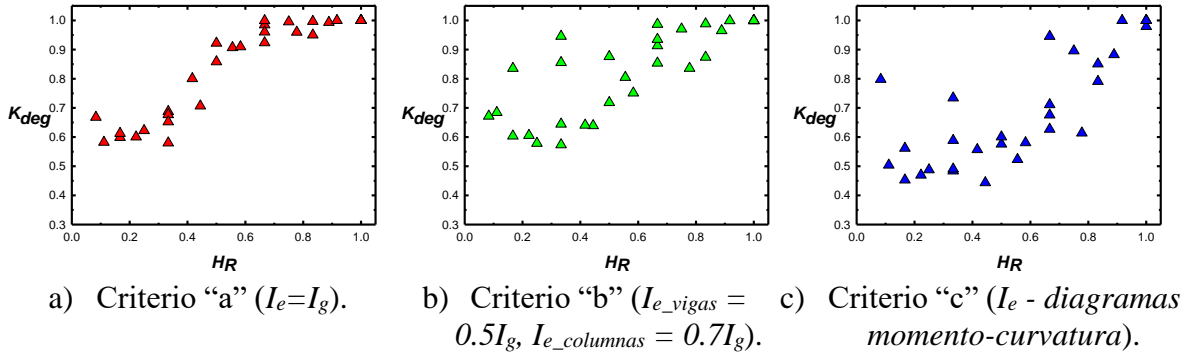 1.0
0.9
0.8
0.7
0.6
0.5
0.4
0.3
Kdeg
0.0 0.2 0.4 0.6 0.8 1.0
HR
1.0
0.9
0.8
0.7
0.6
0.5
0.4
0.3
Kdeg
0.0 0.2 0.4 0.6 0.8 1.0
HR
1.0
0.9
0.8
0.7
0.6
0.5
0.4
0.3
Kdeg
0.0 0.2 0.4 0.6 0.8 1.0
HR
a) Criterio “a” (Ie=Ig).
b) Criterio “b” (Ie_vigas =
0.5Ig, Ie_columnas = 0.7Ig).
c) Criterio “c” (Ie - diagramas
momento-curvatura).